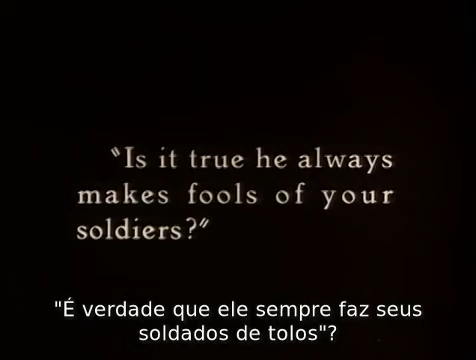 "Is it true he always
makes fools of your
soldiers?"
"É verdade que ele sempre faz seus
soldados de tolos"?